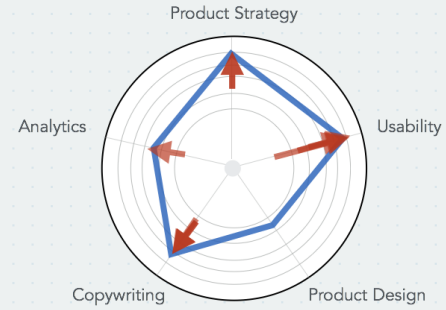 Product Strategy
Analytics
Usability
Copywriting
Product Design